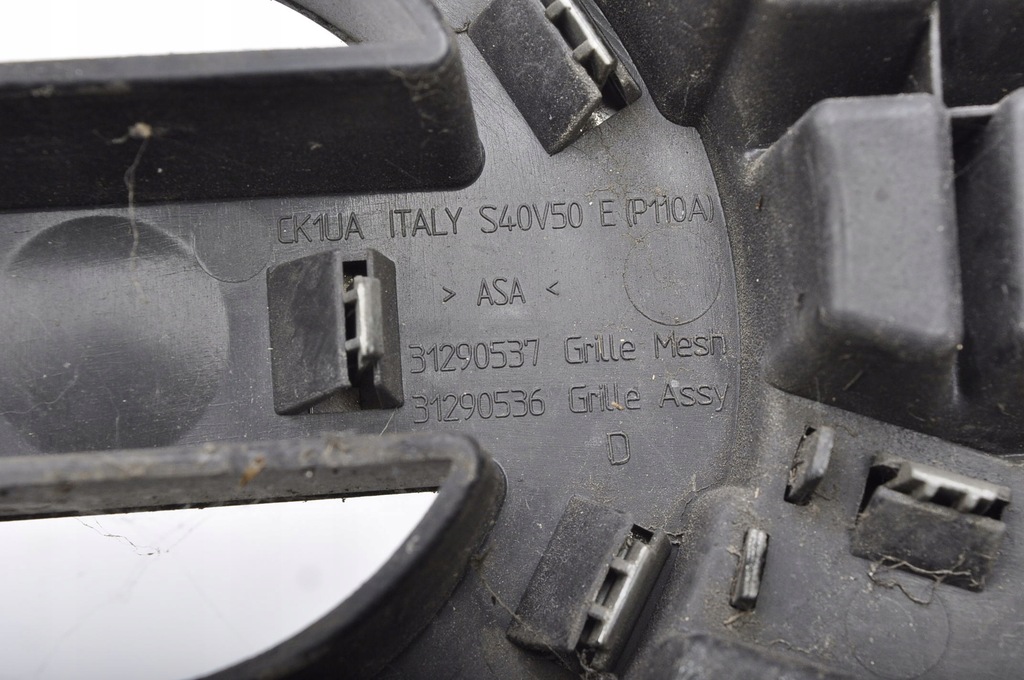 CK1UA ITALY S40V50 E (P110A)
> ASA <
31290537 Grille Mesh
31290536 Grille Assy
D